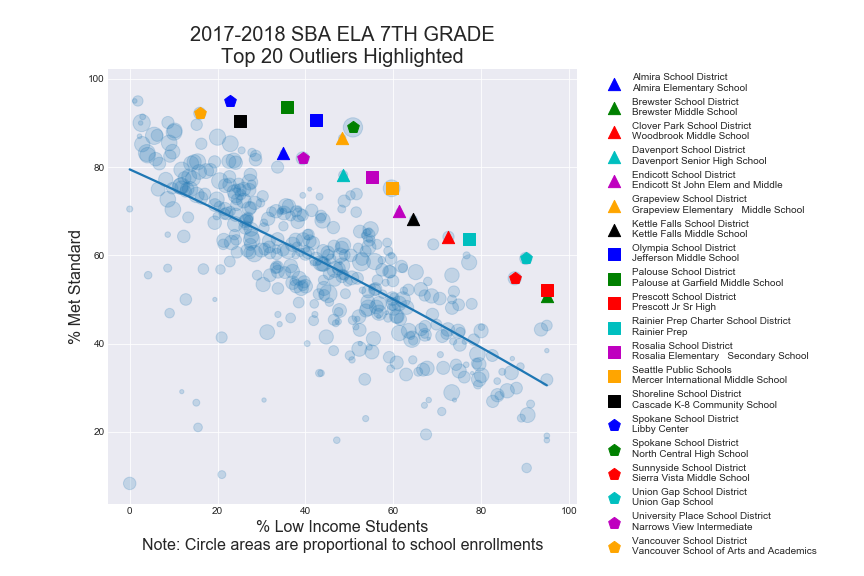 2017-2018 SBA ELA 7TH GRADE
Top 20 Outliers Highlighted
% Met Standard
100
80
60
40
20
0
20
40
60
80
100
% Low Income Students
Note: Circle areas are proportional to school enrollments
Almira School District
Almira Elementary School
Brewster School District
Brewster Middle School
Clover Park School District
Woodbrook Middle School
Davenport School District
Davenport Senior High School
Endicott School District
Endicott St John Elem and Middle
Grapeview School District
Grapeview Elementary   Middle School
Kettle Falls School District
Kettle Falls Middle School
Olympia School District
Jefferson Middle School
Palouse School District
Palouse at Garfield Middle School
Prescott School District
Prescott Jr Sr High
Rainier Prep Charter School District
Rainier Prep
Rosalia School District
Rosalia Elementary   Secondary School
Seattle Public Schools
Mercer International Middle School
Shoreline School District
Cascade K-8 Community School
Spokane School District
Libby Center
Spokane School District
North Central High School
Sunnyside School District
Sierra Vista Middle School
Union Gap School District
Union Gap School
University Place School District
Narrows View Intermediate
Vancouver School District
Vancouver School of Arts and Academics